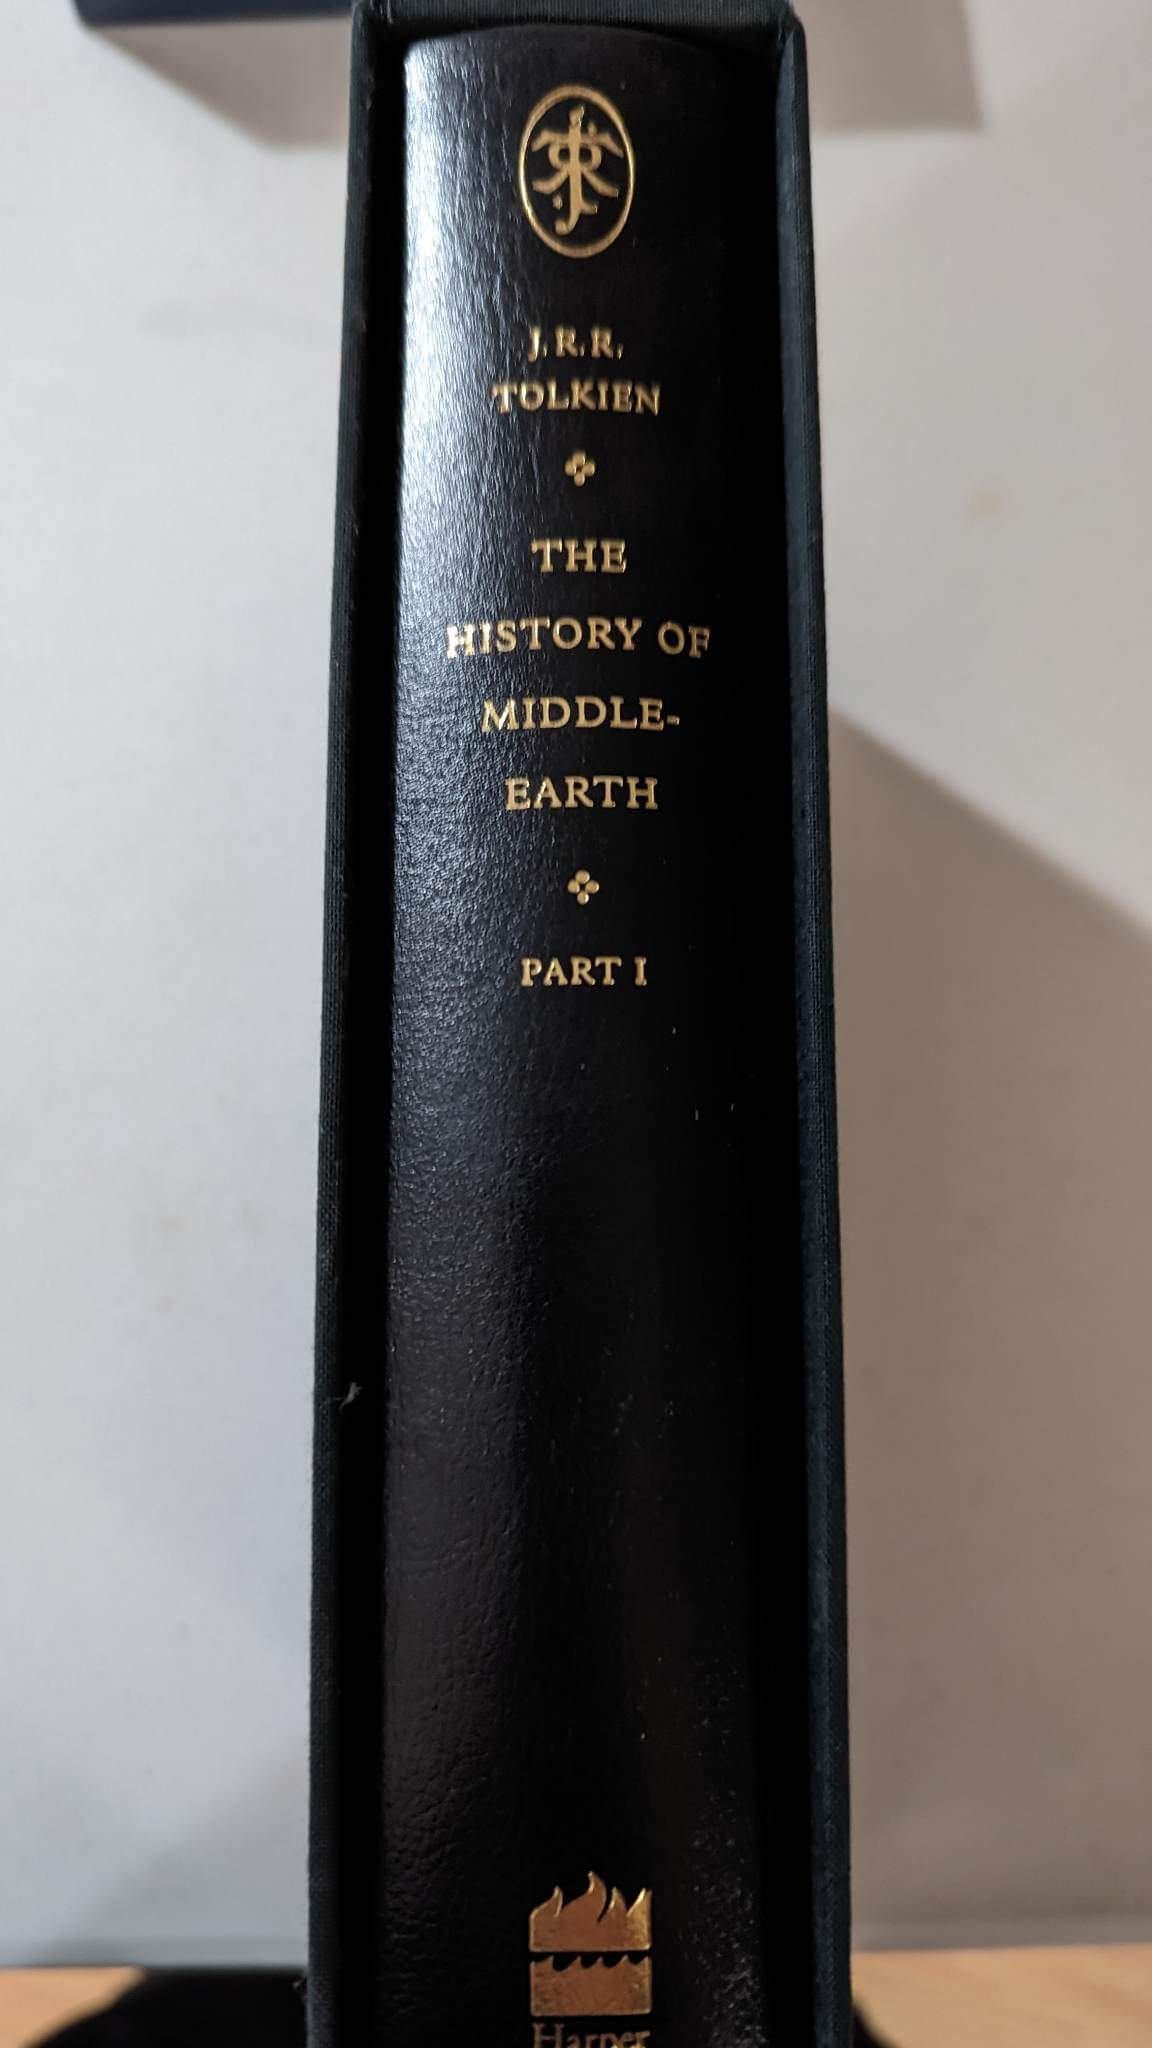 J.R.R.
TOLKIEN
THE
HISTORY OF
MIDDLE-
EARTH
PART I
Harper